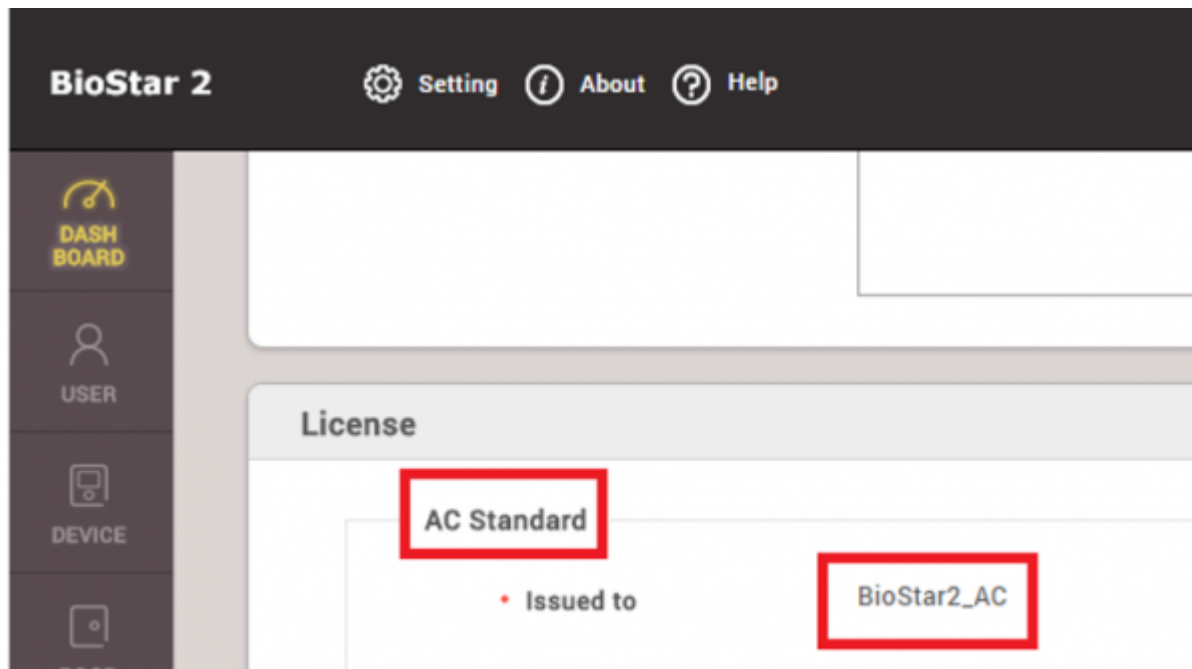 BioStar 2
Setting
About
Help
DASH
BOARD
USER
License
AC Standard
DEVICE
Issued to
BioStar2_AC